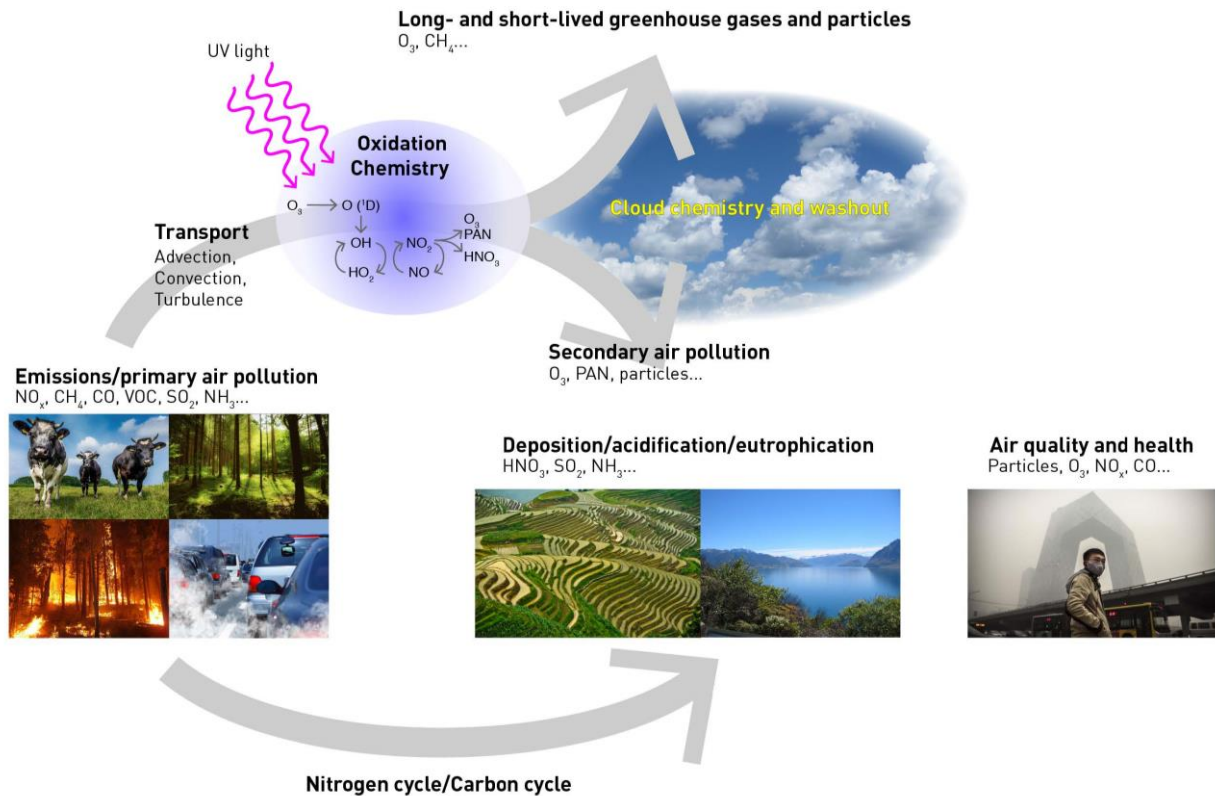 Long- and short-lived greenhouse gases and particles
O₃, CH₄...
UV light
Oxidation
Chemistry
O₃
O (¹D)
OH
HO₂
NO₂
NO
O₃
PAN
HNO₃
Cloud chemistry and washout
Transport
Advection,
Convection,
Turbulence
Secondary air pollution
O₃, PAN, particles...
Emissions/primary air pollution
NOₓ, CH₄, CO, VOC, SO₂, NH₃...
Deposition/acidification/eutrophication
HNO₃, SO₂, NH₃...
Air quality and health
Particles, O₃, NOₓ, CO...
Nitrogen cycle/Carbon cycle